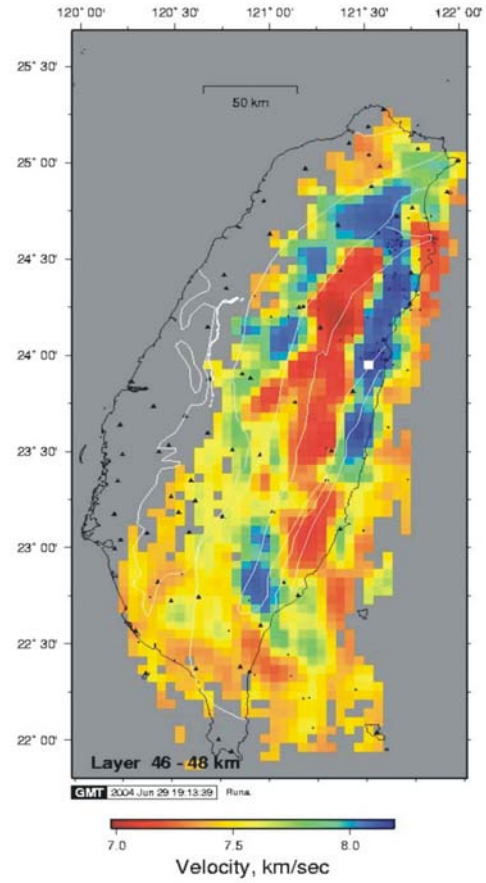 120° 00' 120° 30' 121° 00' 121° 30' 122° 00'
25° 30'
50 km
25° 00'
24° 30'
24° 00'
23° 30'
23° 00'
22° 30'
22° 00'
Layer 46 - 48 km
GMT 2004 Jun 29 19:13:39 Runa.
7.0 7.5 8.0
Velocity, km/sec